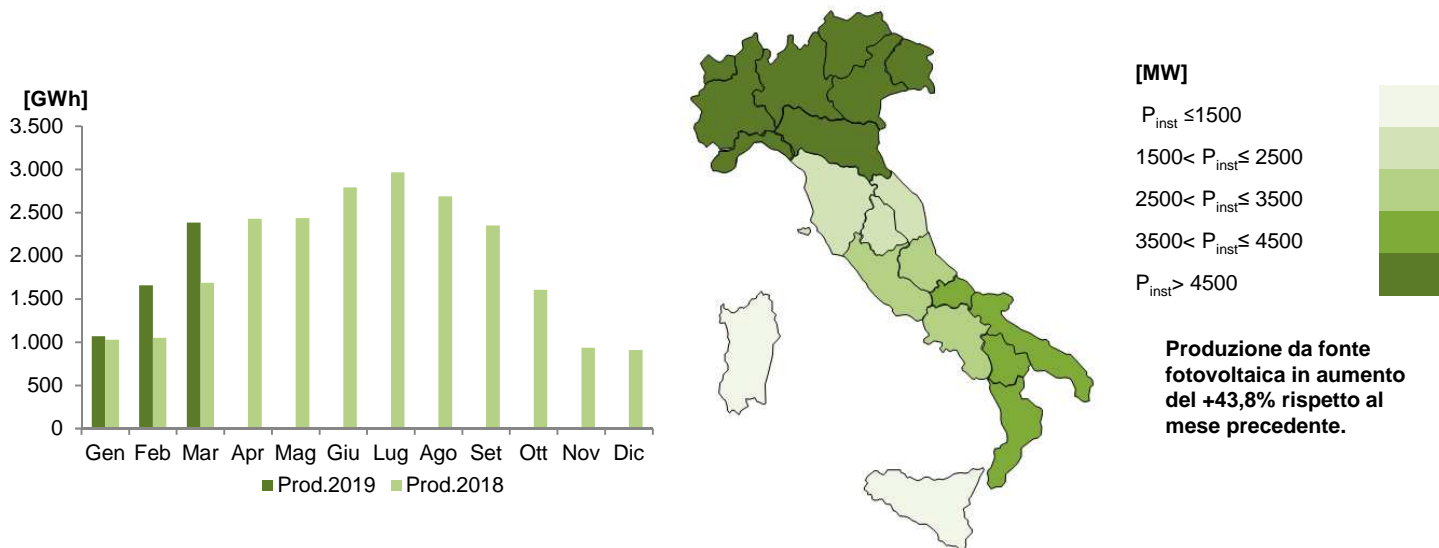 [GWh]
3.500
3.000
2.500
2.000
1.500
1.000
500
0
Gen Feb Mar Apr Mag Giu Lug Ago Set Ott Nov Dic
Prod.2019 Prod.2018
[MW]
Pinst ≤1500
1500< Pinst≤ 2500
2500< Pinst≤ 3500
3500< Pinst≤ 4500
Pinst> 4500
Produzione da fonte
fotovoltaica in aumento
del +43,8% rispetto al
mese precedente.